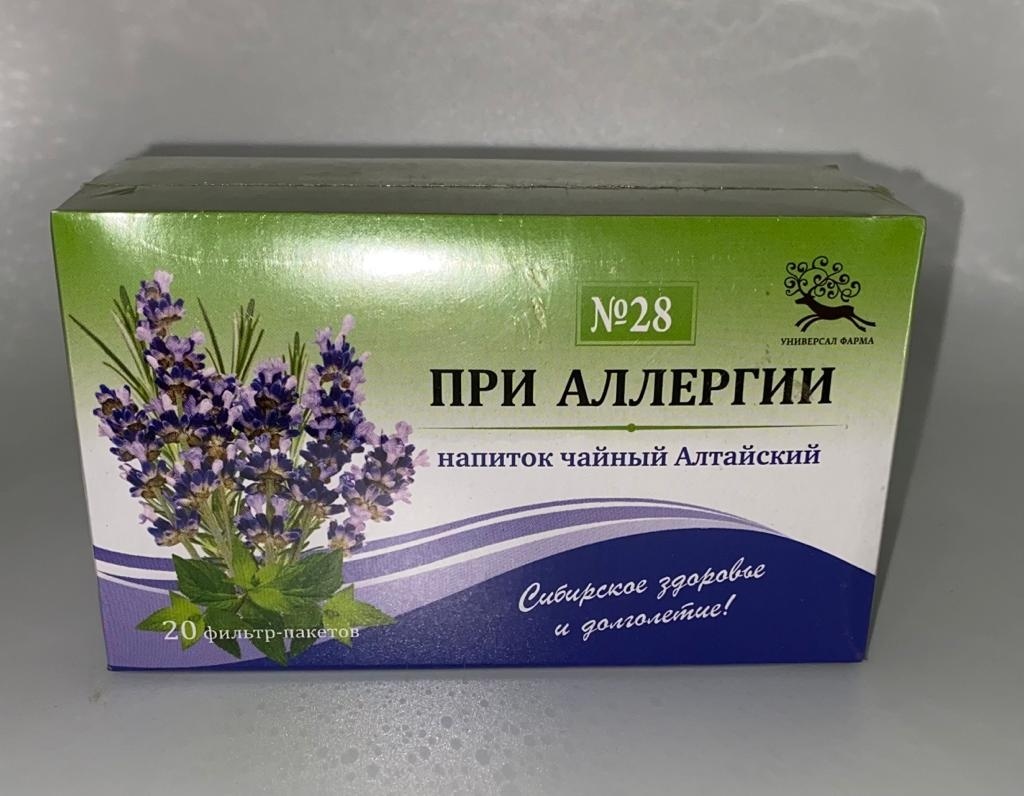 №28
УНИВЕРСАЛ ФАРМА
ПРИ АЛЛЕРГИИ
напиток чайный Алтайский
Сибирское здоровье
и долголетие!
20 фильтр-пакетов